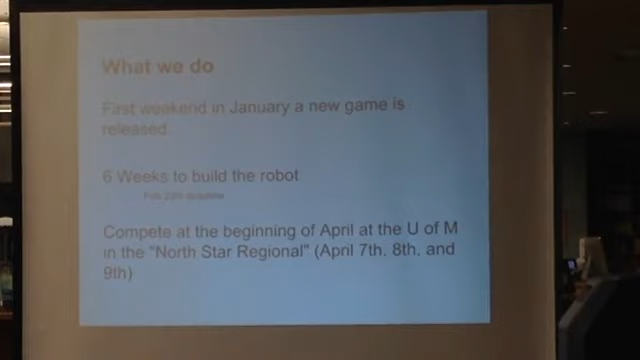 What we do
First weekend in January a new game is
released
6 Weeks to build the robot
Compete at the beginning of April at the U of M
in the "North Star Regional" (April 7th, 8th, and
9th)